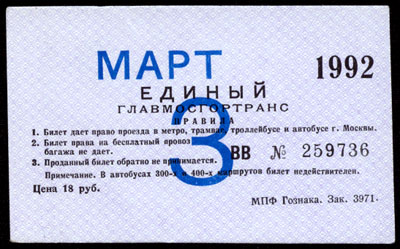 МАРТ 1992
ЕДИНЫЙ
ГЛАВМОСГОРТРАНС
ПРАВИЛА
3
1. Билет дает право проезда в метро, трамвае, троллейбусе и автобусе г. Москвы.
2. Билет права на бесплатный провоз
багажа не дает.
ВВ № 259736
3. Проданный билет обратно не принимается.
Примечание. В автобусах 300-х и 400-х маршрутов билет недействителен.
Цена 18 руб.
МПФ Гознака. Зак. 3971.